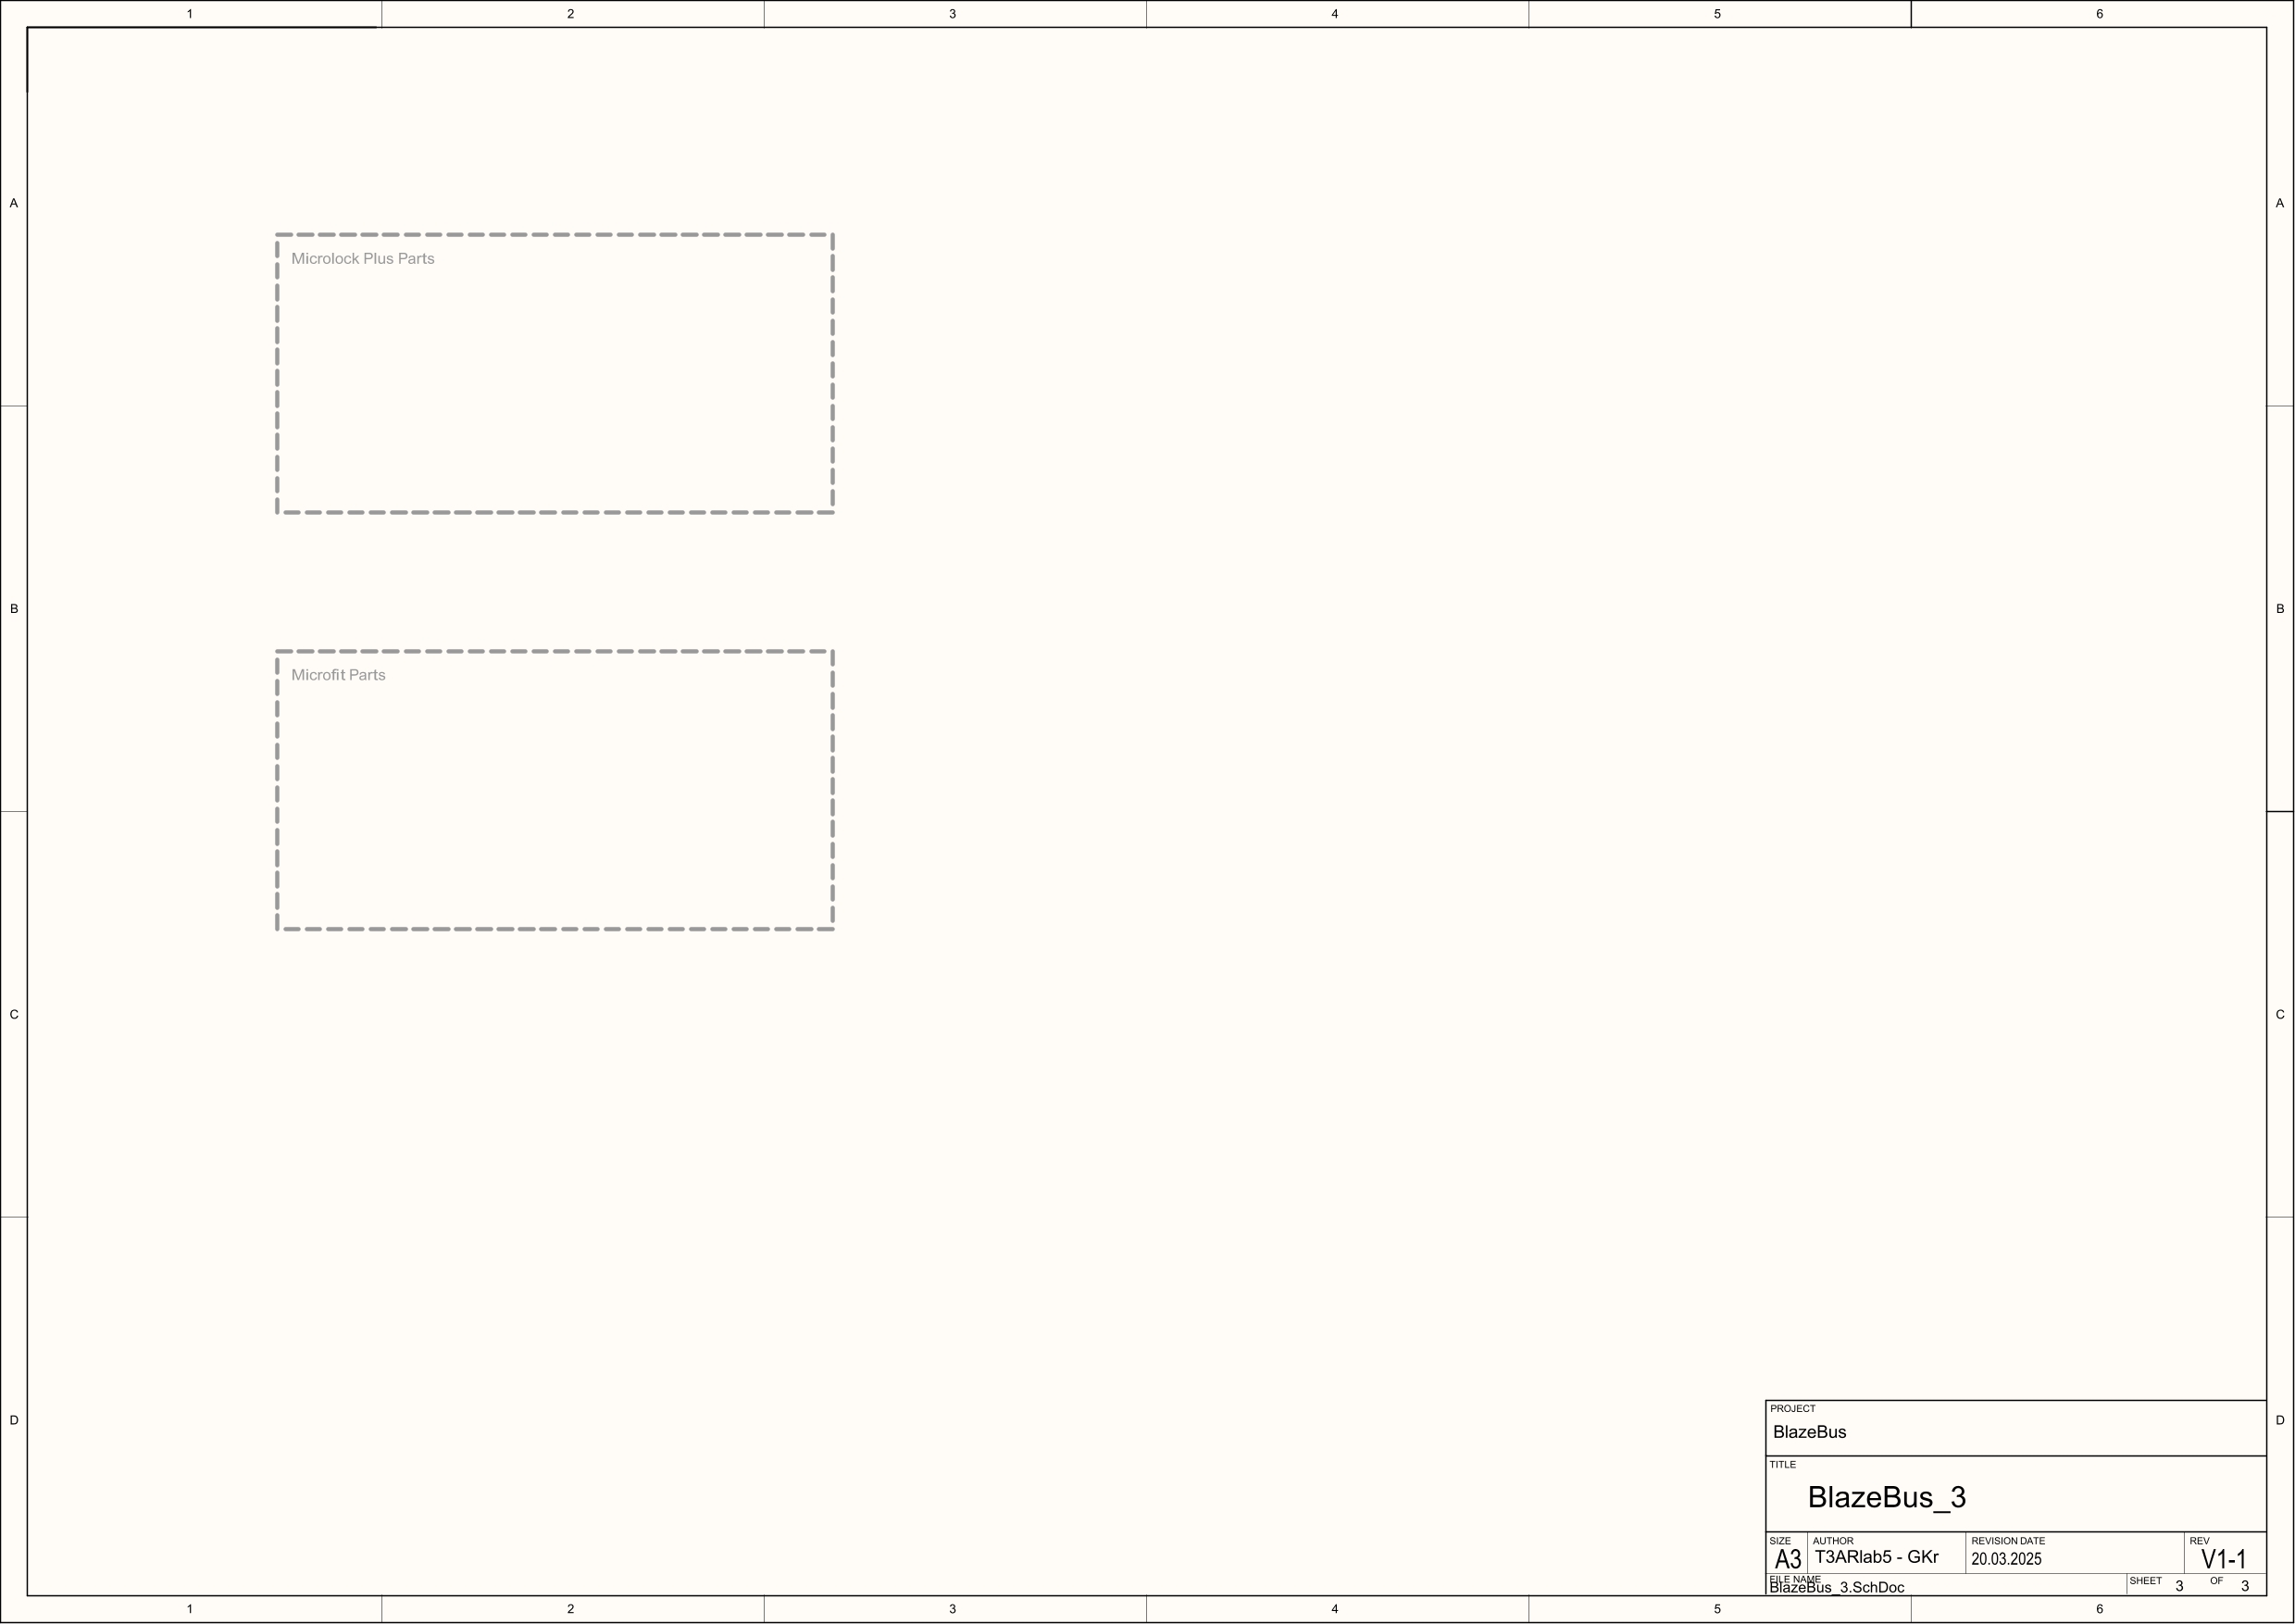 1 2 3 4 5 6
A A
Microlock Plus Parts
B B
Microfit Parts
C C
D D
PROJECT
BlazeBus
TITLE
BlazeBus_3
SIZE AUTHOR REVISION DATE REV
A3 T3ARlab5 - GKr 20.03.2025 V1-1
FILE NAME SHEET 3 OF 3
BlazeBus_3.SchDoc
1 2 3 4 5 6